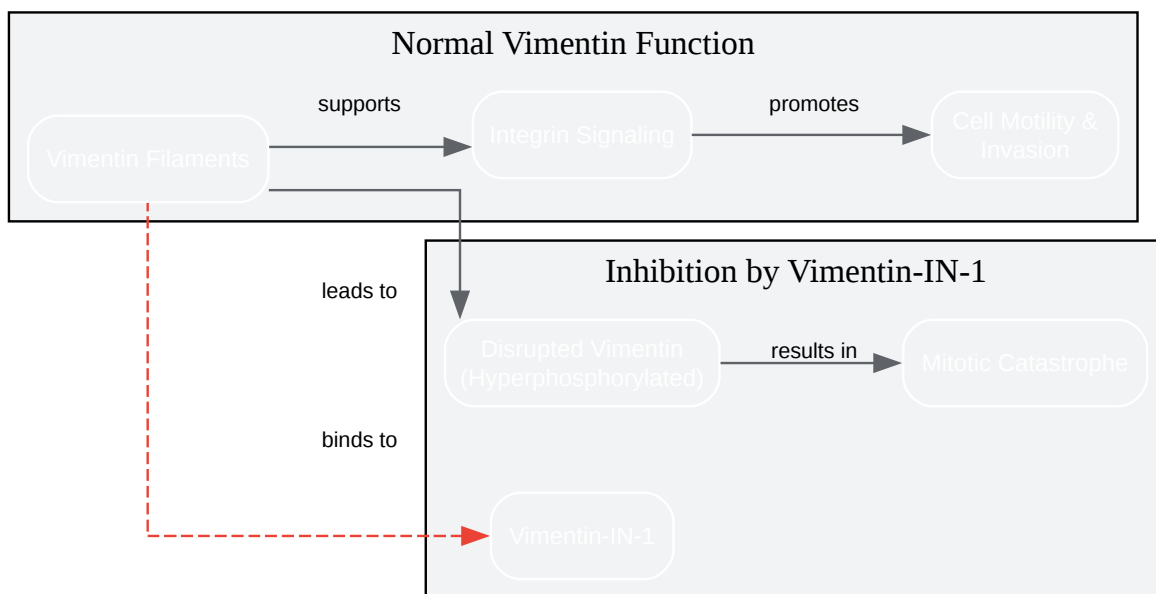 Normal Vimentin Function
supports
promotes
Vimentin Filaments
Integrin Signaling
Cell Motility &
Invasion
Inhibition by Vimentin-IN-1
leads to
Disrupted Vimentin
(Hyperphosphorylated)
results in
Mitotic Catastrophe
binds to
Vimentin-IN-1